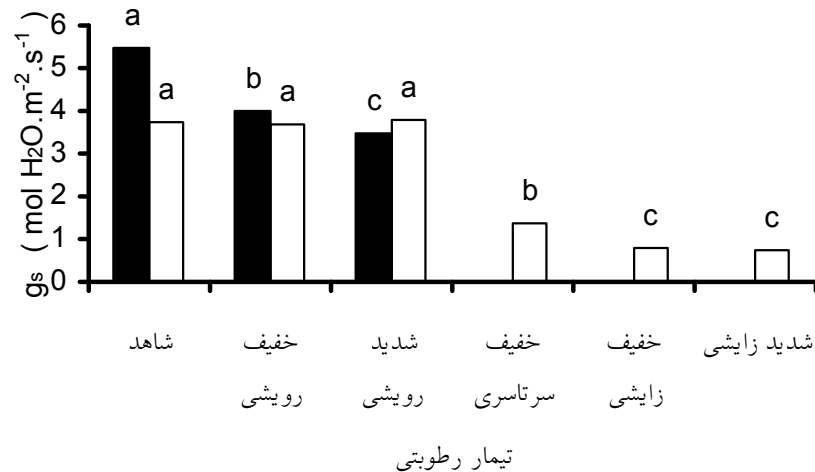 gs ( mol H2O.m-2.s-1)
6
5
4
3
2
1
0
a
a
b
a
c
a
b
c
c
شاهد
خفیف رویشی
شدید رویشی
خفیف سرتاسری
خفیف زایشی
شدید زایشی
تیمار رطوبتی